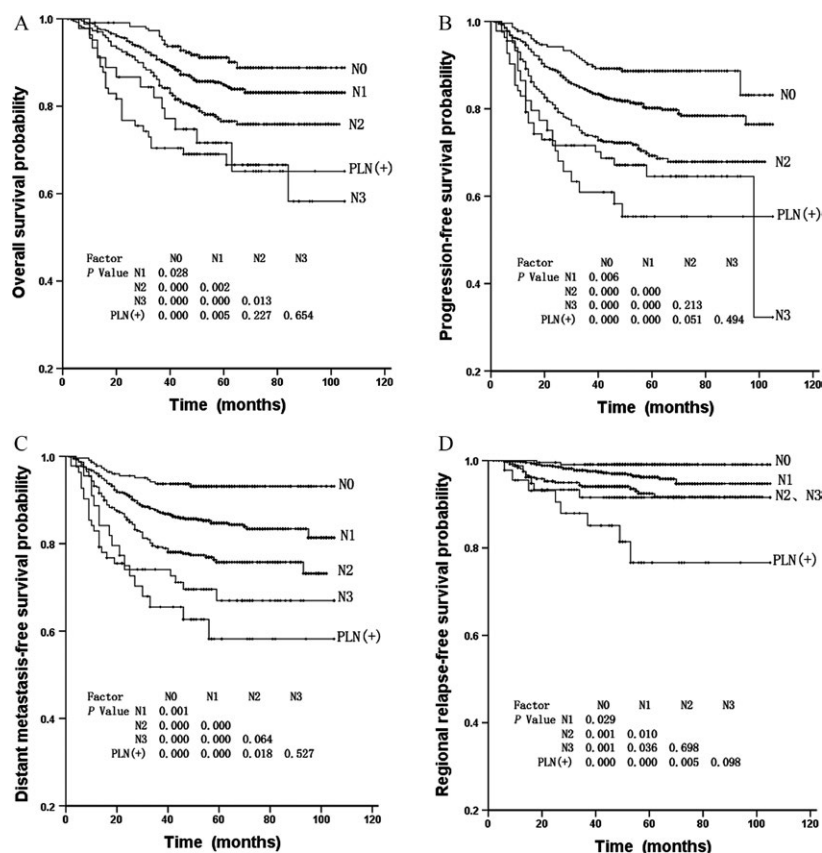 A
Overall survival probability
1.0
0.8
0.6
0.4
0.2
N0
N1
N2
PLN(+)
N3
Factor N0 N1 N2 N3
P Value N1 0.028
N2 0.000 0.002
N3 0.000 0.000 0.013
PLN(+) 0.000 0.005 0.227 0.654
0 20 40 60 80 100 120
Time (months)
B
Progression-free survival probability
1.0
0.8
0.6
0.4
0.2
N0
N1
N2
PLN(+)
N3
Factor N0 N1 N2 N3
P Value N1 0.006
N2 0.000 0.000
N3 0.000 0.000 0.213
PLN(+) 0.000 0.000 0.051 0.494
0 20 40 60 80 100 120
Time (months)
C
Distant metastasis-free survival probability
1.0
0.8
0.6
0.4
0.2
N0
N1
N2
N3
PLN(+)
Factor N0 N1 N2 N3
P Value N1 0.001
N2 0.000 0.000
N3 0.000 0.000 0.064
PLN(+) 0.000 0.000 0.018 0.527
0 20 40 60 80 100 120
Time (months)
D
Regional relapse-free survival probability
1.0
0.8
0.6
0.4
0.2
N0
N1
N2、N3
PLN(+)
Factor N0 N1 N2 N3
P Value N1 0.029
N2 0.001 0.010
N3 0.001 0.036 0.698
PLN(+) 0.000 0.000 0.005 0.098
0 20 40 60 80 100 120
Time (months)